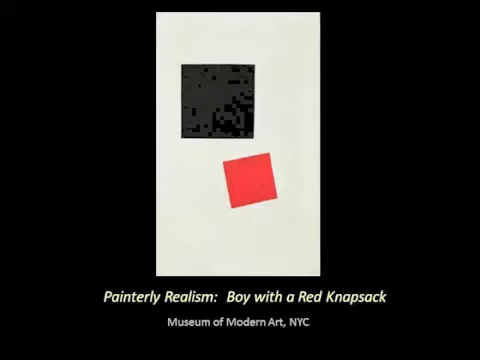 Painterly Realism: Boy with a Red Knapsack
Museum of Modern Art, NYC